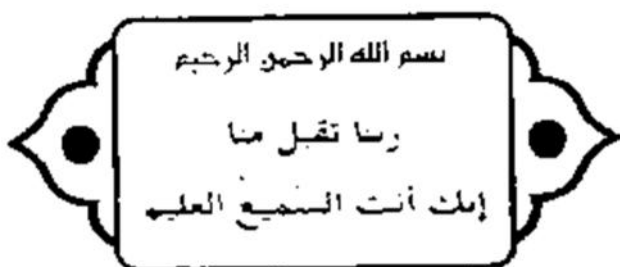 بسم الله الرحمن الرحيم
ربنا تقبل منا
إنك أنت السميع العليم